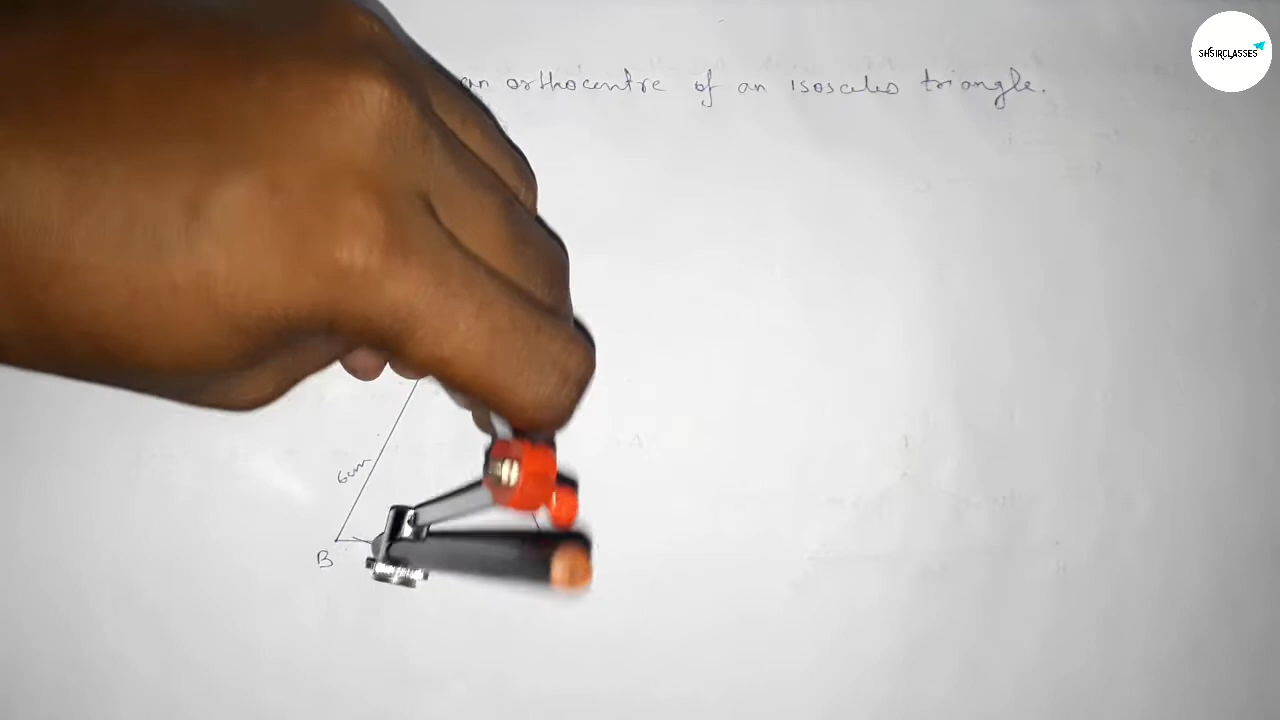 SHSIRCLASSES
an orthocentre of an isosceles triangle.
6cm
B